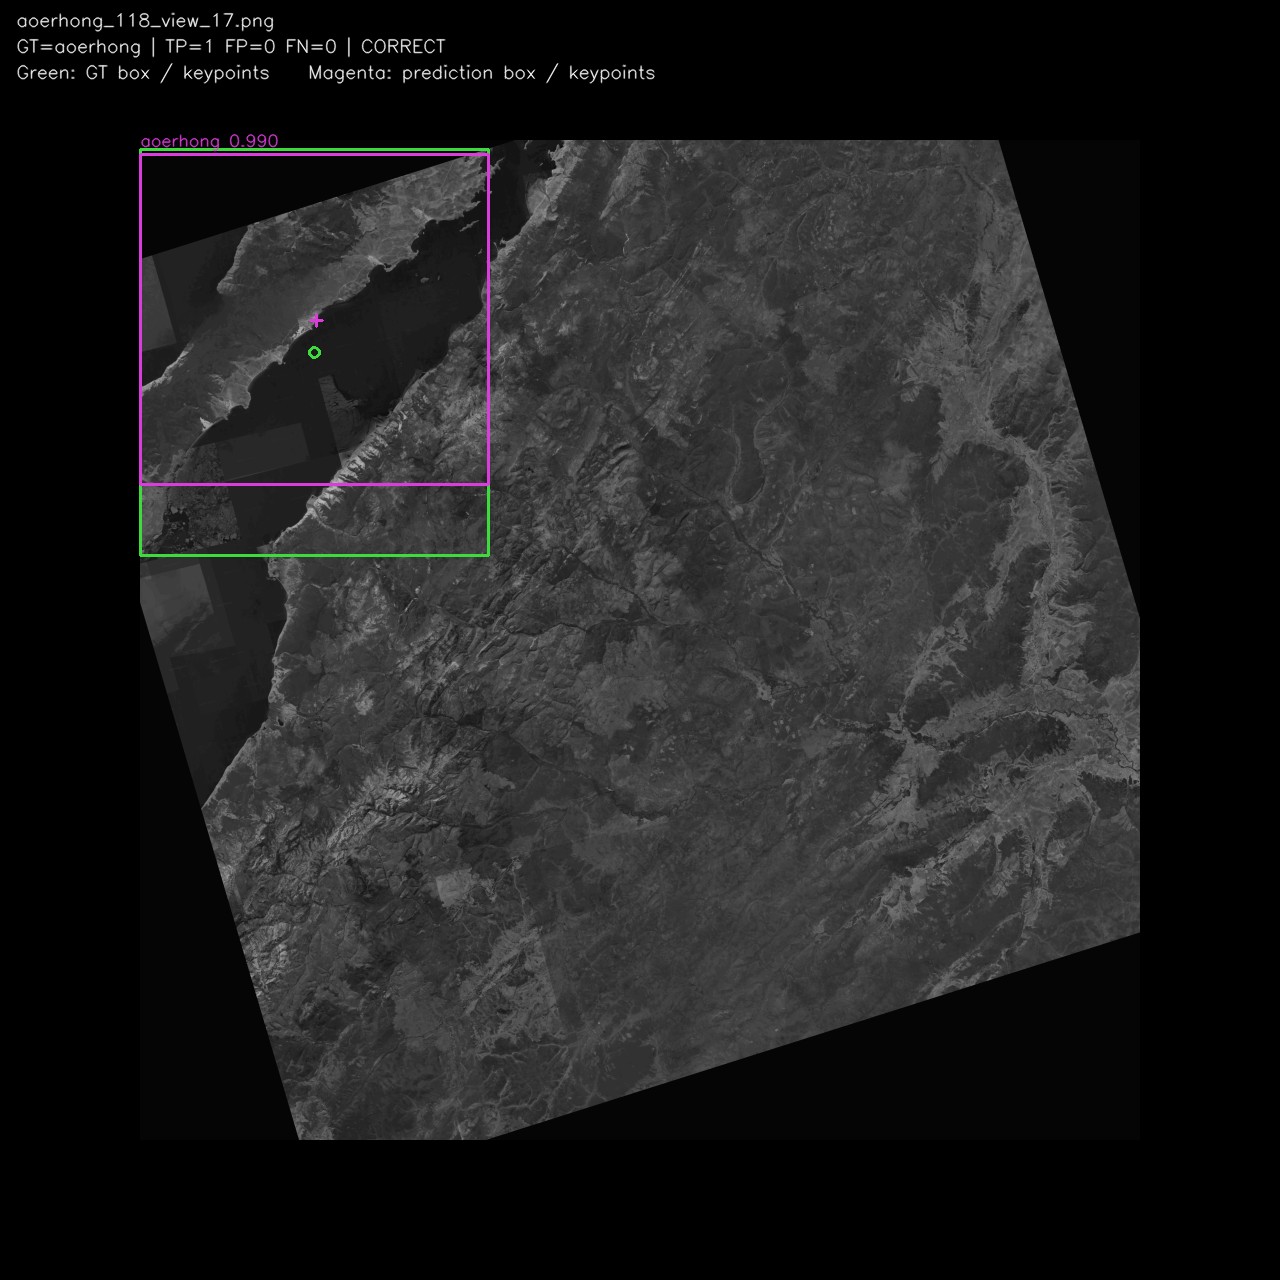 aoerhong_118_view_17.png
GT=aoerhong | TP=1 FP=0 FN=0 | CORRECT
Green: GT box / keypoints    Magenta: prediction box / keypoints
aoerhong 0.990